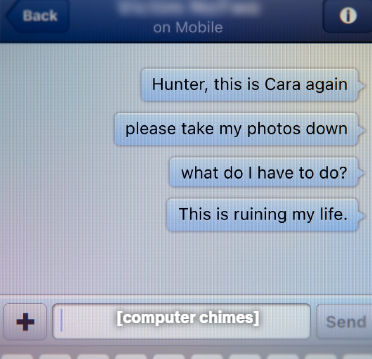 Back
on Mobile
i
Hunter, this is Cara again
please take my photos down
what do I have to do?
This is ruining my life.
[computer chimes]
Send